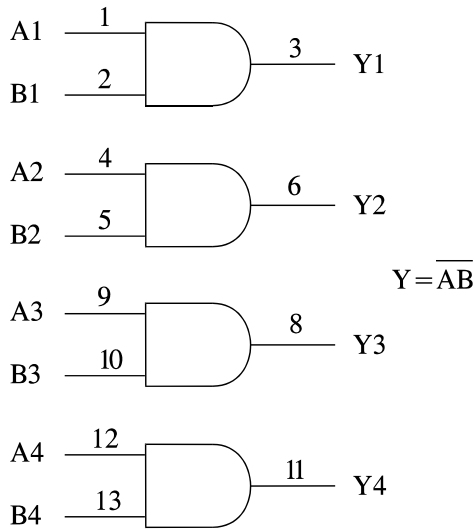 A1 1 3 Y1
B1 2
A2 4 6 Y2
B2 5
Y=\overline{AB}
A3 9 8 Y3
B3 10
A4 12 11 Y4
B4 13